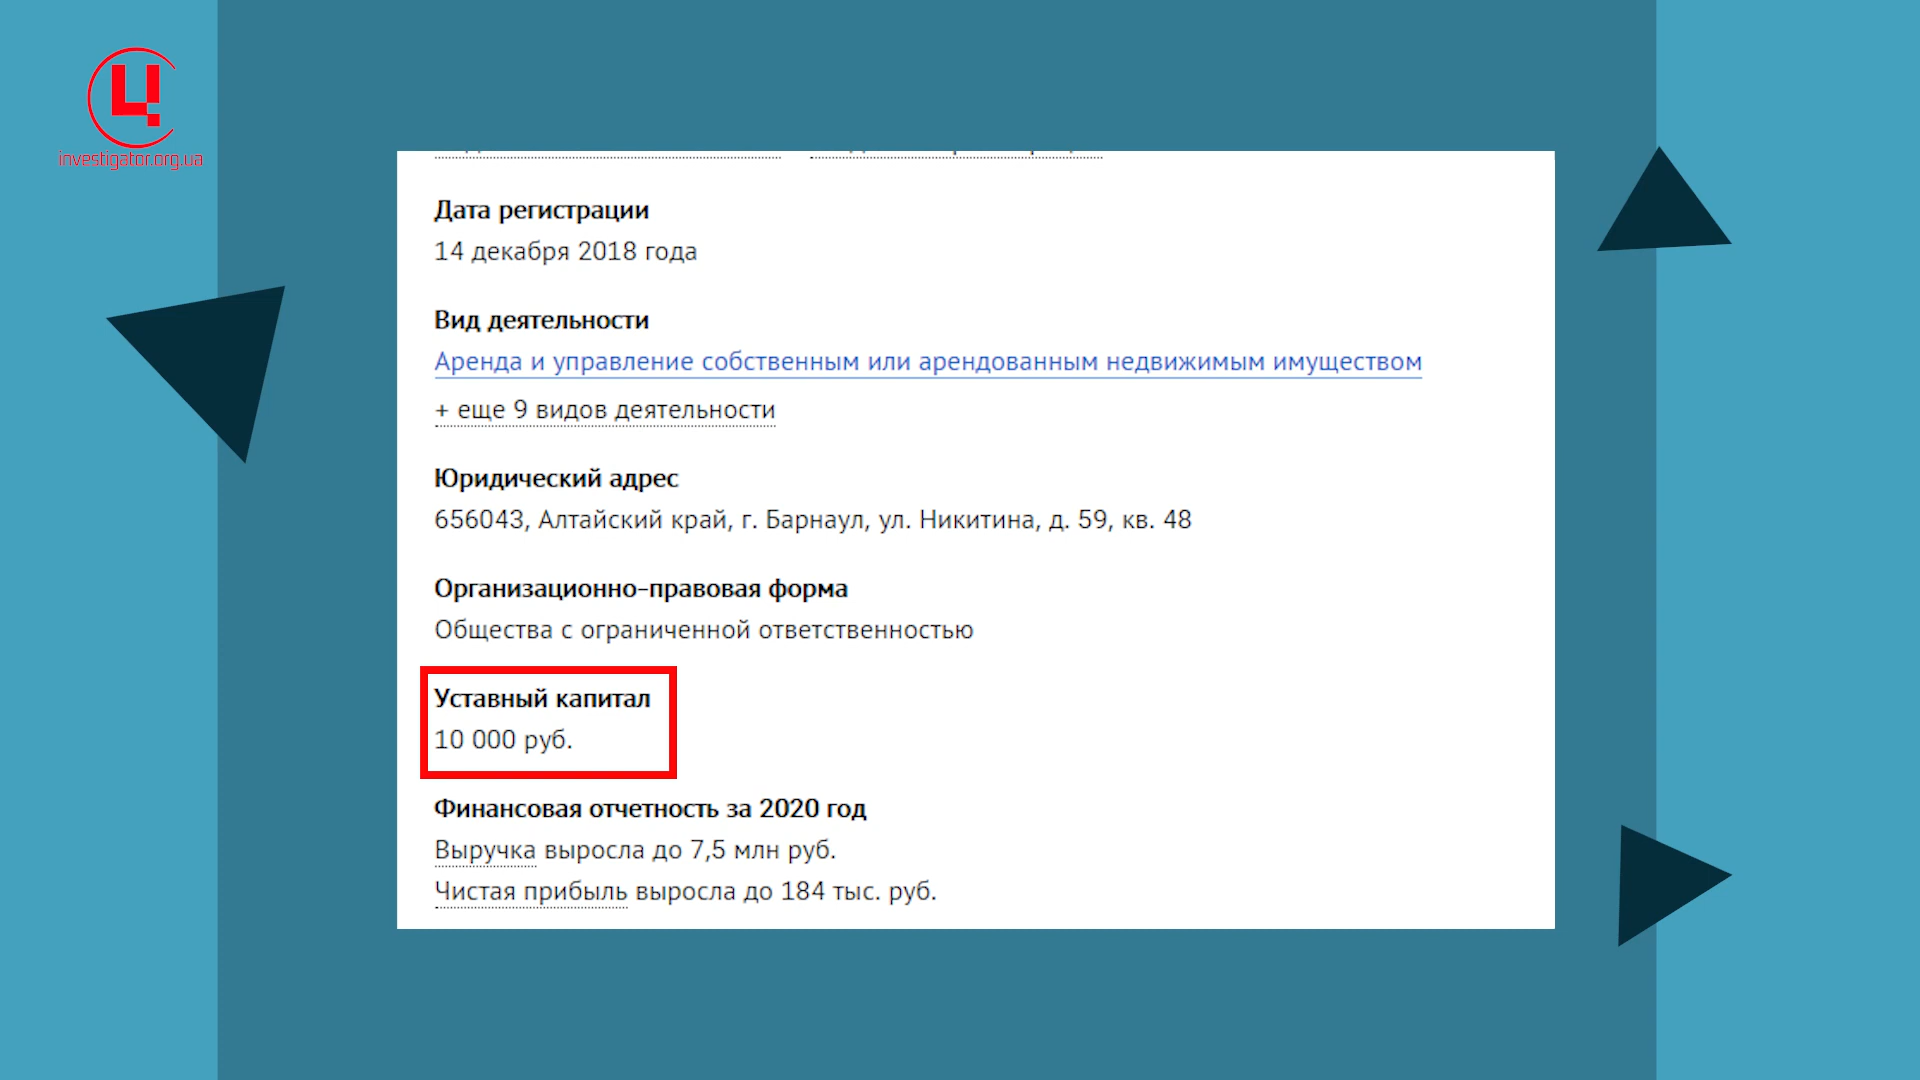 investigator.org.ua
Дата регистрации
14 декабря 2018 года
Вид деятельности
Аренда и управление собственным или арендованным недвижимым имуществом
+ еще 9 видов деятельности
Юридический адрес
656043, Алтайский край, г. Барнаул, ул. Никитина, д. 59, кв. 48
Организационно-правовая форма
Общества с ограниченной ответственностью
Уставный капитал
10 000 руб.
Финансовая отчетность за 2020 год
Выручка выросла до 7,5 млн руб.
Чистая прибыль выросла до 184 тыс. руб.